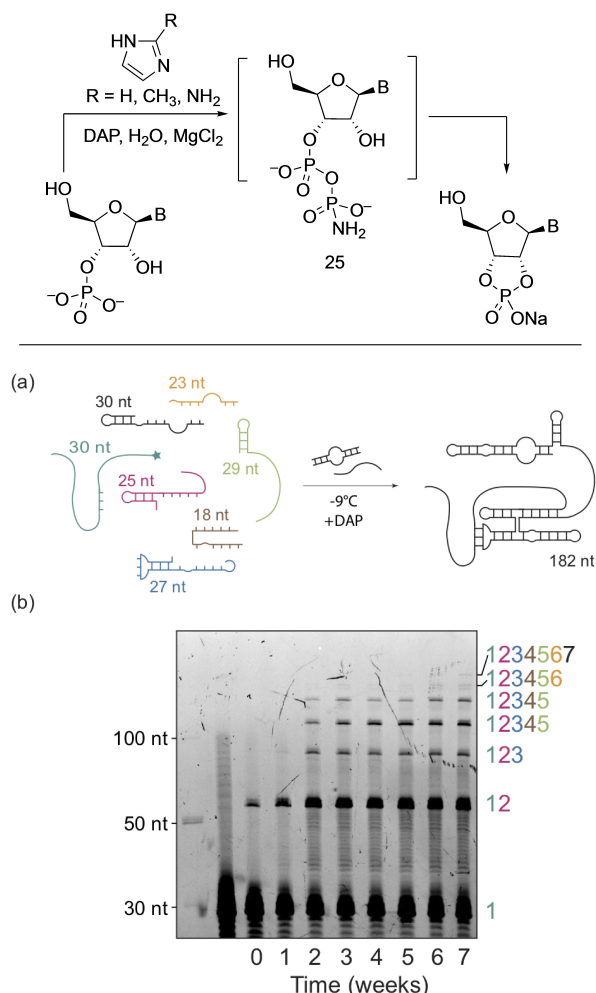 R
HN
N
R = H, CH3, NH2
DAP, H2O, MgCl2
HO
O
B
O
OH
−O
P
O
O
O
P
O−
NH2
25
HO
O
B
O
OH
−O
P
O−
O
HO
O
B
O
O
P
O
ONa
(a)
23 nt
30 nt
30 nt
29 nt
25 nt
18 nt
27 nt
-9°C
+DAP
182 nt
(b)
1234567
123456
12345
12345
123
12
1
100 nt
50 nt
30 nt
0 1 2 3 4 5 6 7
Time (weeks)